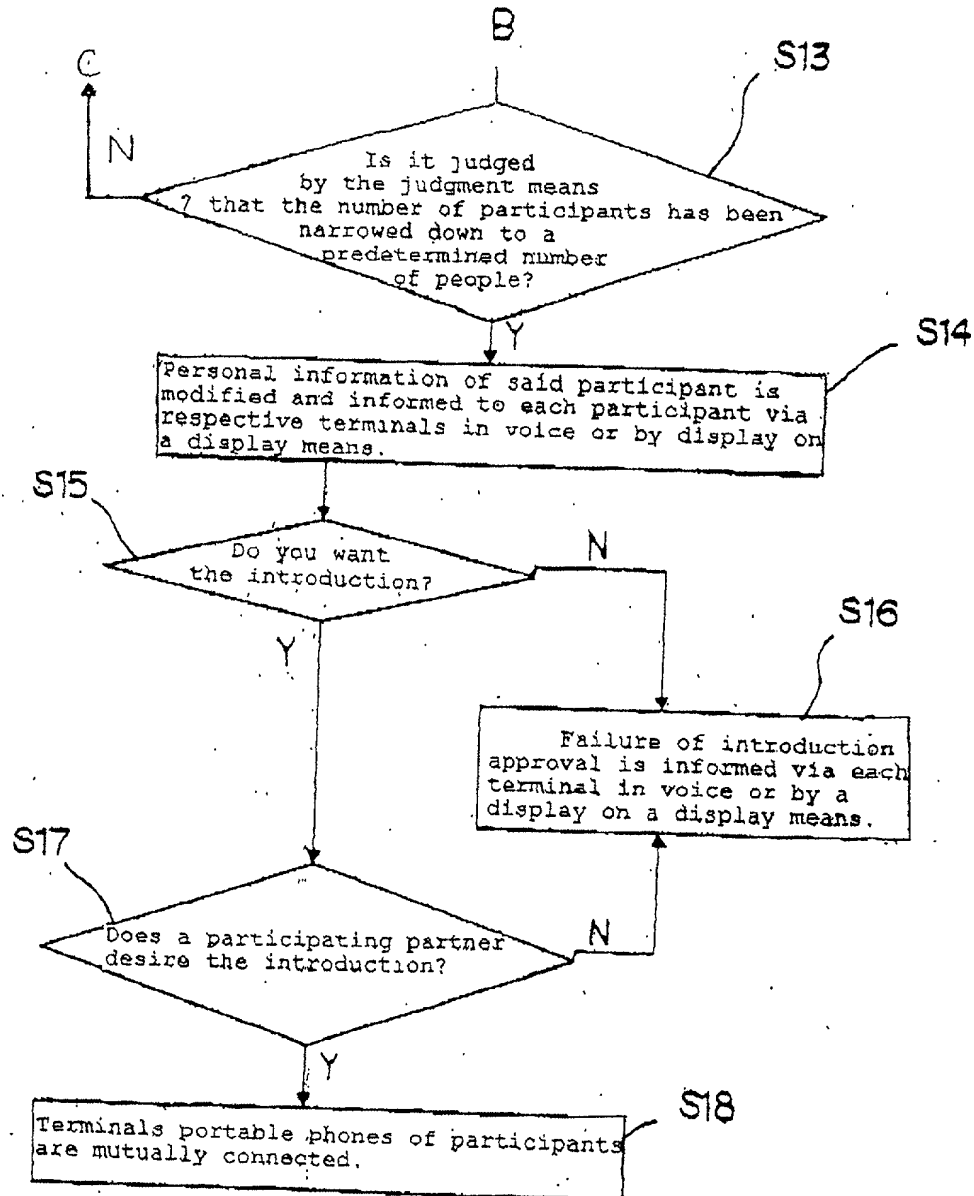 B
C
S13
N
Is it judged
by the judgment means
? that the number of participants has been
narrowed down to a
predetermined number
of people?
Y
S14
Personal information of said participant is
modified and informed to each participant via
respective terminals in voice or by display on
a display means.
S15
Do you want
the introduction?
N
Y
S16
Failure of introduction
approval is informed via each
terminal in voice or by a
display on a display means.
S17
Does a participating partner
desire the introduction?
N
Y
S18
Terminals portable phones of participants
are mutually connected.